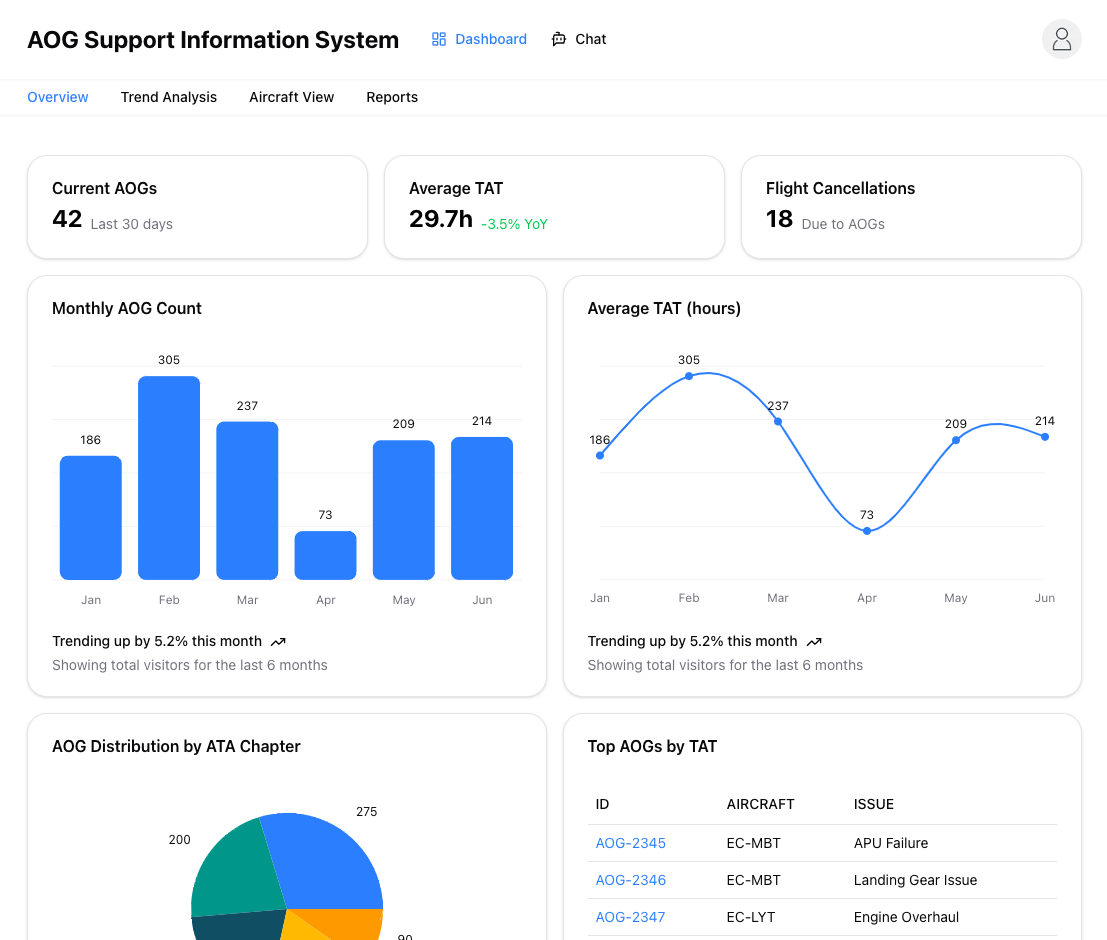 AOG Support Information System Dashboard Chat
Overview Trend Analysis Aircraft View Reports
Current AOGs
42 Last 30 days
Average TAT
29.7h -3.5% YoY
Flight Cancellations
18 Due to AOGs
Monthly AOG Count
305
237
186
209
214
73
Jan Feb Mar Apr May Jun
Trending up by 5.2% this month
Showing total visitors for the last 6 months
Average TAT (hours)
305
237
186
209
214
73
Jan Feb Mar Apr May Jun
Trending up by 5.2% this month
Showing total visitors for the last 6 months
AOG Distribution by ATA Chapter
275
200
90
Top AOGs by TAT
ID AIRCRAFT ISSUE
AOG-2345 EC-MBT APU Failure
AOG-2346 EC-MBT Landing Gear Issue
AOG-2347 EC-LYT Engine Overhaul